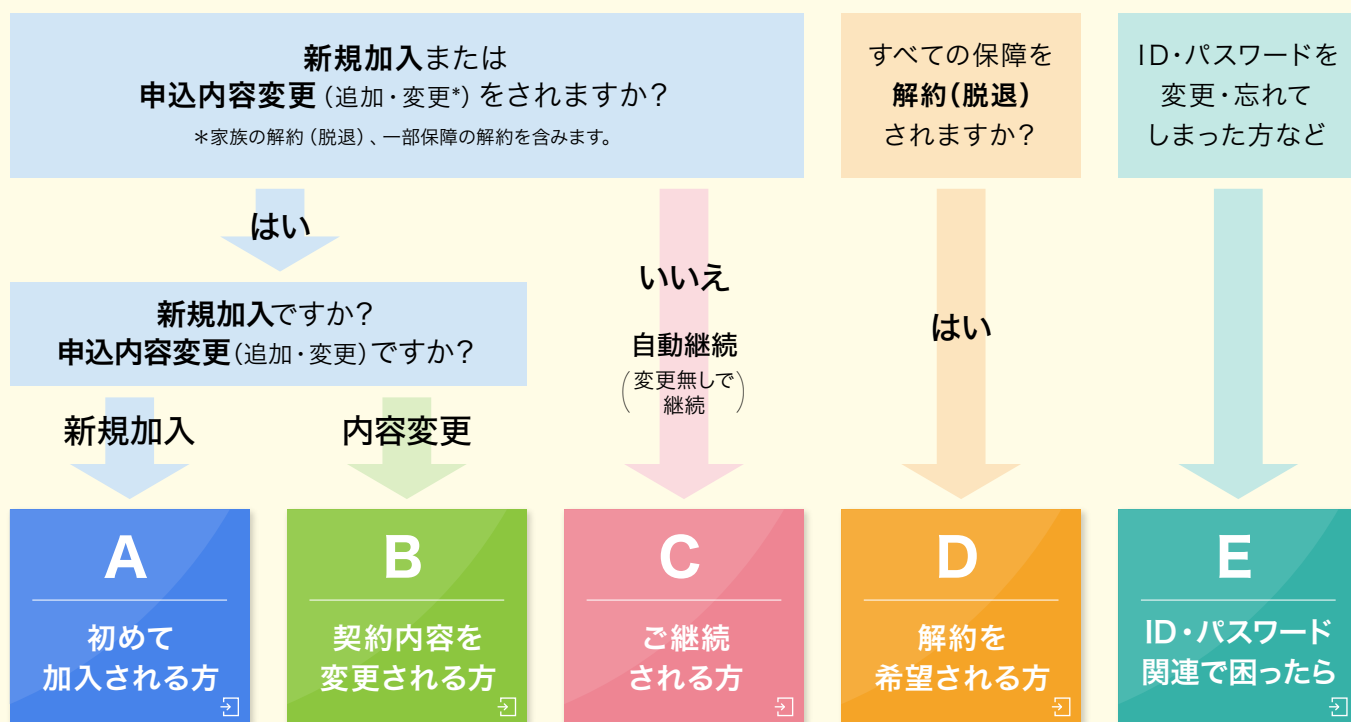 新規加入または
申込内容変更（追加・変更*）をされますか？
＊家族の解約（脱退）、一部保障の解約を含みます。
すべての保障を
解約（脱退）
されますか？
ID・パスワードを
変更・忘れて
しまった方など
はい
新規加入ですか？
申込内容変更（追加・変更）ですか？
いいえ
自動継続
（変更無しで
継続）
はい
新規加入
内容変更
A
初めて
加入される方
B
契約内容を
変更される方
C
ご継続
される方
D
解約を
希望される方
E
ID・パスワード
関連で困ったら